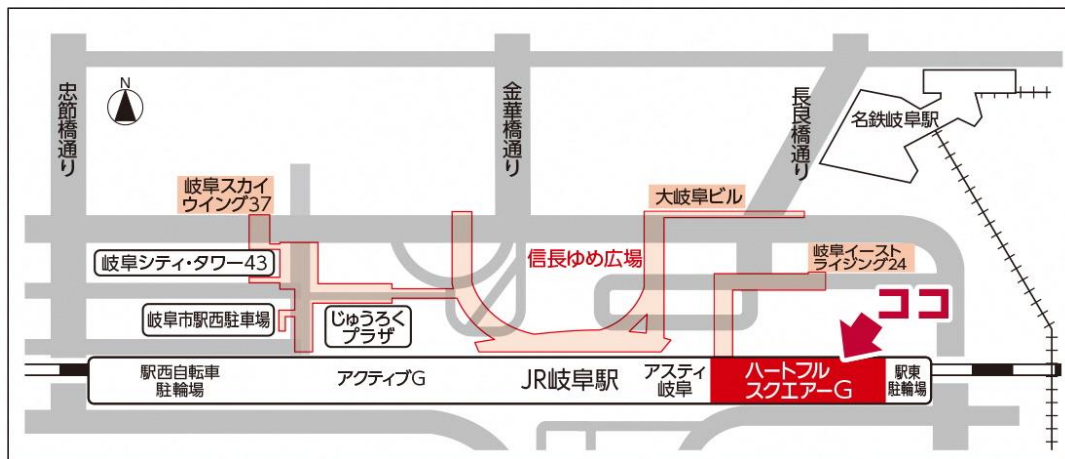 N
忠節橋通り
金華橋通り
長良橋通り
名鉄岐阜駅
岐阜スカイ
ウイング37
大岐阜ビル
岐阜シティ・タワー43
信長ゆめ広場
岐阜イースト
ライジング24
岐阜市駅西駐車場
じゅうろく
プラザ
ココ
駅西自転車
駐輪場
アクティブG
JR岐阜駅
アスティ
岐阜
ハートフル
スクエアーG
駅東
駐輪場